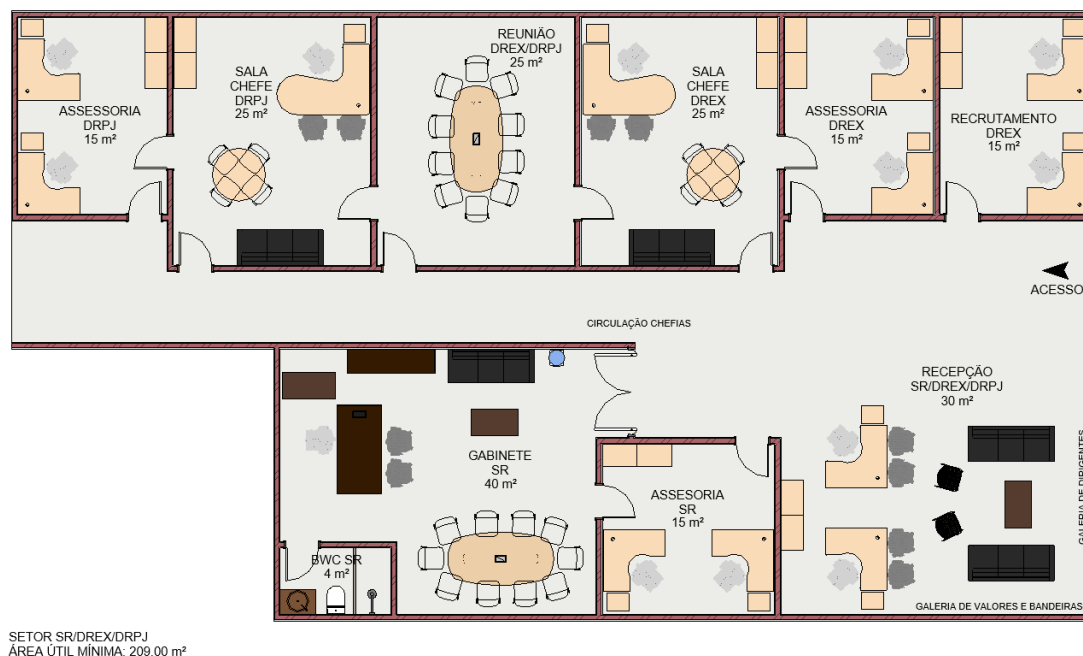 REUNIÃO
DREX/DRPJ
25 m²
SALA
CHEFE
DRPJ
25 m²
SALA
CHEFE
DREX
25 m²
ASSESSORIA
DRPJ
15 m²
ASSESSORIA
DREX
15 m²
RECRUTAMENTO
DREX
15 m²
ACESSO
CIRCULAÇÃO CHEFIAS
RECEPÇÃO
SR/DREX/DRPJ
30 m²
GABINETE
SR
40 m²
ASSESORIA
SR
15 m²
GALERIA DE DIRIGENTES
BWC SR
4 m²
GALERIA DE VALORES E BANDEIRAS
SETOR SR/DREX/DRPJ
ÁREA ÚTIL MÍNIMA: 209.00 m²